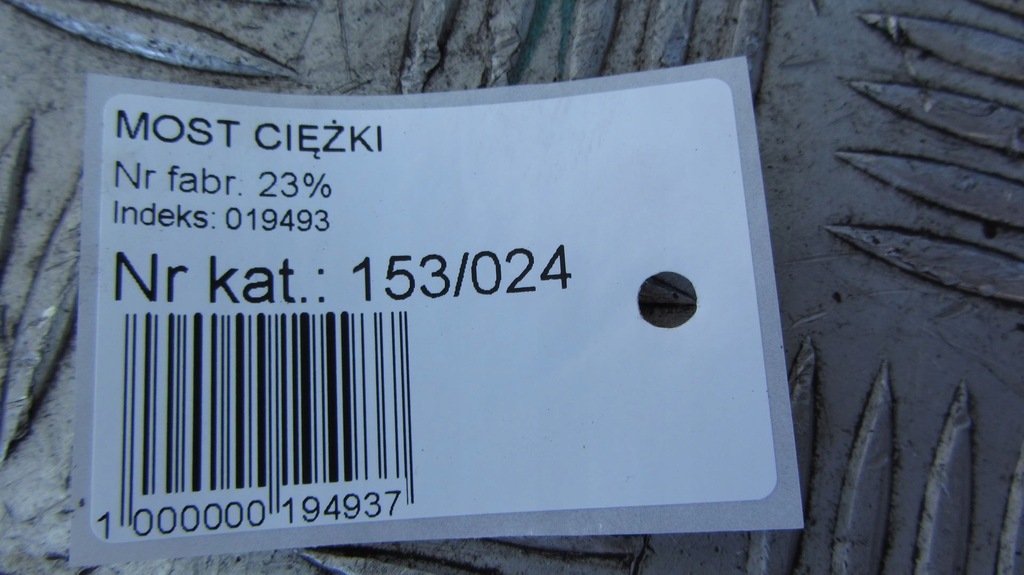 MOST CIĘŻKI
Nr fabr. 23%
Indeks: 019493
Nr kat.: 153/024
1 000000 194937